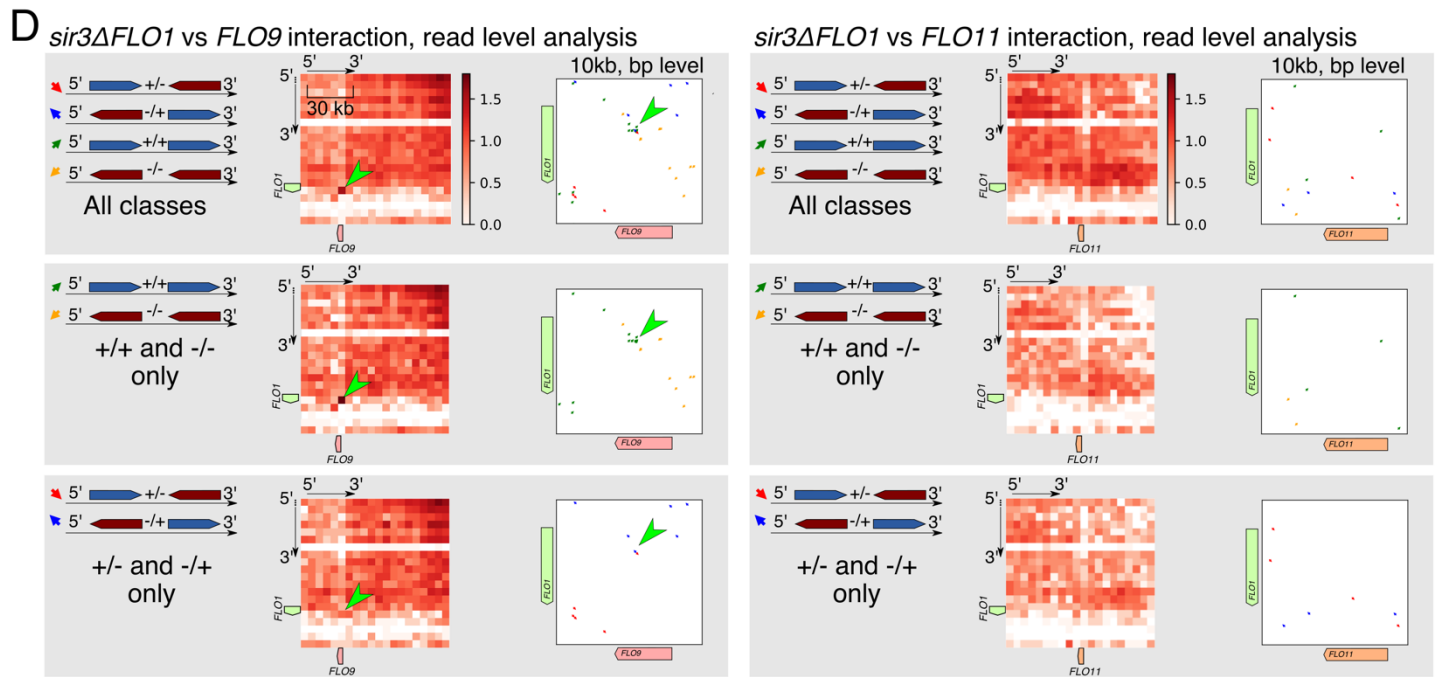 D
sir3ΔFLO1 vs FLO9 interaction, read level analysis
5' +/- 3'
5' -/+ 3'
5' +/+ 3'
5' -/- 3'
All classes
5' 3'
30 kb
3'
FLO1
FLO9
1.5
1.0
0.5
0.0
10kb, bp level
FLO1
FLO9
5' +/+ 3'
5' -/- 3'
+/+ and -/-
only
5' 3'
5'
3'
FLO1
FLO9
FLO1
FLO9
5' +/- 3'
5' -/+ 3'
+/- and -/+
only
5' 3'
5'
3'
FLO1
FLO9
FLO1
FLO9
sir3ΔFLO1 vs FLO11 interaction, read level analysis
5' +/- 3'
5' -/+ 3'
5' +/+ 3'
5' -/- 3'
All classes
5' 3'
5'
3'
FLO1
FLO11
1.5
1.0
0.5
0.0
10kb, bp level
FLO1
FLO11
5' +/+ 3'
5' -/- 3'
+/+ and -/-
only
5' 3'
5'
3'
FLO1
FLO11
FLO1
FLO11
5' +/- 3'
5' -/+ 3'
+/- and -/+
only
5' 3'
5'
3'
FLO1
FLO11
FLO1
FLO11